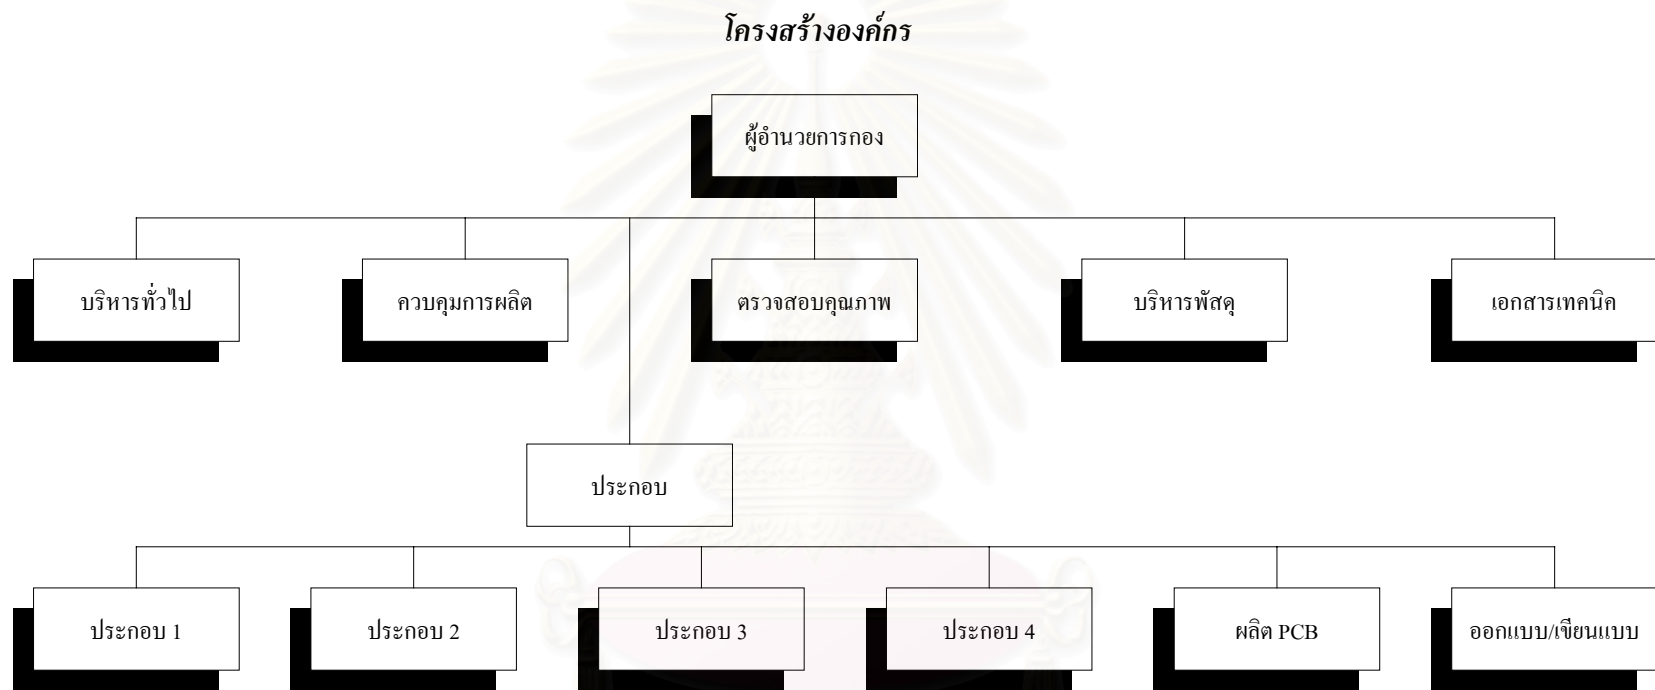 โครงสร้างองค์กร
ผู้อำนวยการกอง
บริหารทั่วไป
ควบคุมการผลิต
ตรวจสอบคุณภาพ
บริหารพัสดุ
เอกสารเทคนิค
ประกอบ
ประกอบ 1
ประกอบ 2
ประกอบ 3
ประกอบ 4
ผลิต PCB
ออกแบบ/เขียนแบบ